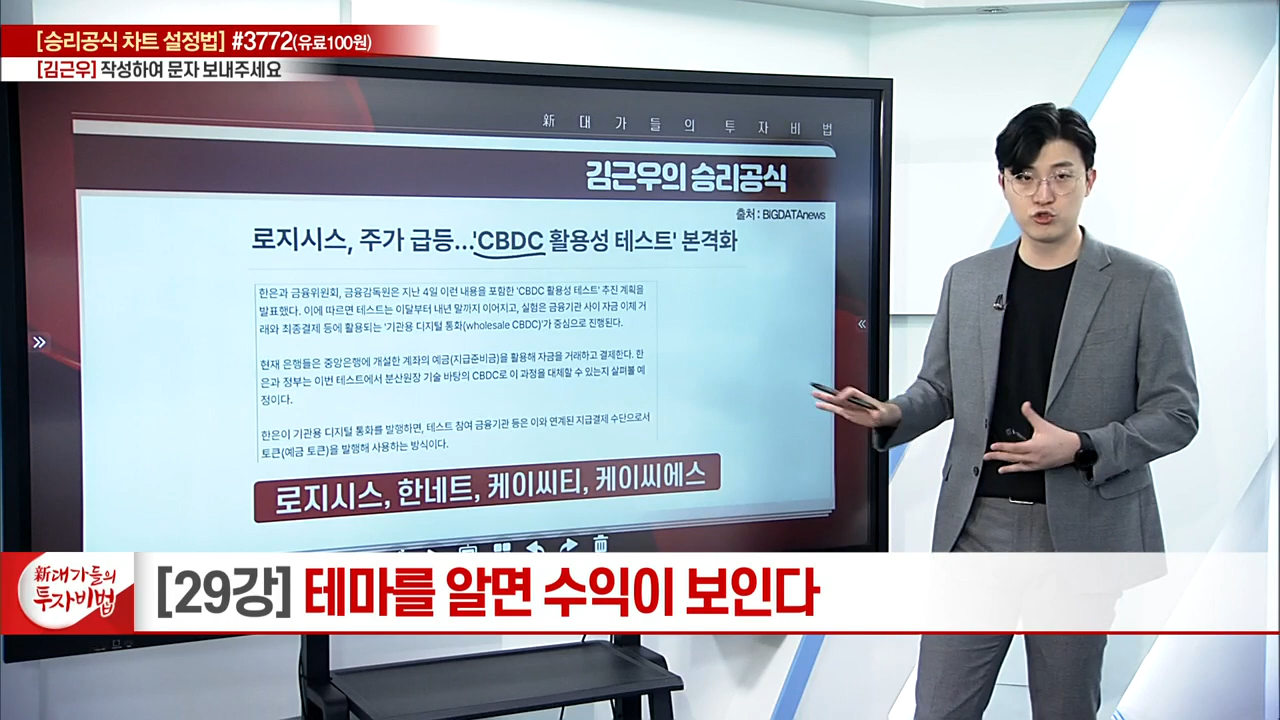 [승리공식 차트 설정법] #3772(유료100원)
[김근우] 작성하여 문자 보내주세요
新 대 가 들 의 투 자 비 법
김근우의 승리공식
출처 : BIGDATAnews
로지시스, 주가 급등...'CBDC 활용성 테스트' 본격화
한은과 금융위원회, 금융감독원은 지난 4일 이런 내용을 포함한 'CBDC 활용성 테스트' 추진 계획을
발표했다. 이에 따르면 테스트는 이달부터 내년 말까지 이어지고, 실험은 금융기관 사이 자금 이체 거
래와 최종결제 등에 활용되는 '기관용 디지털 통화(wholesale CBDC)'가 중심으로 진행된다.
현재 은행들은 중앙은행에 개설한 계좌의 예금(지급준비금)을 활용해 자금을 거래하고 결제한다. 한
은과 정부는 이번 테스트에서 분산원장 기술 바탕의 CBDC로 이 과정을 대체할 수 있는지 살펴볼 예
정이다.
한은이 기관용 디지털 통화를 발행하면, 테스트 참여 금융기관 등은 이와 연계된 지급결제 수단으로서
토큰(예금 토큰)을 발행해 사용하는 방식이다.
로지시스, 한네트, 케이씨티, 케이씨에스
新대가들의
투자비법
[29강] 테마를 알면 수익이 보인다